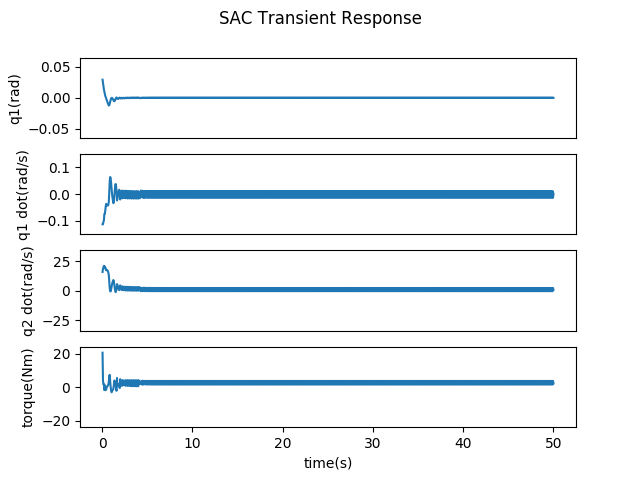 SAC Transient Response
q1(rad)
0.05
0.00
−0.05
q1 dot(rad/s)
0.1
0.0
−0.1
q2 dot(rad/s)
25
0
−25
torque(Nm)
20
0
−20
0 10 20 30 40 50
time(s)